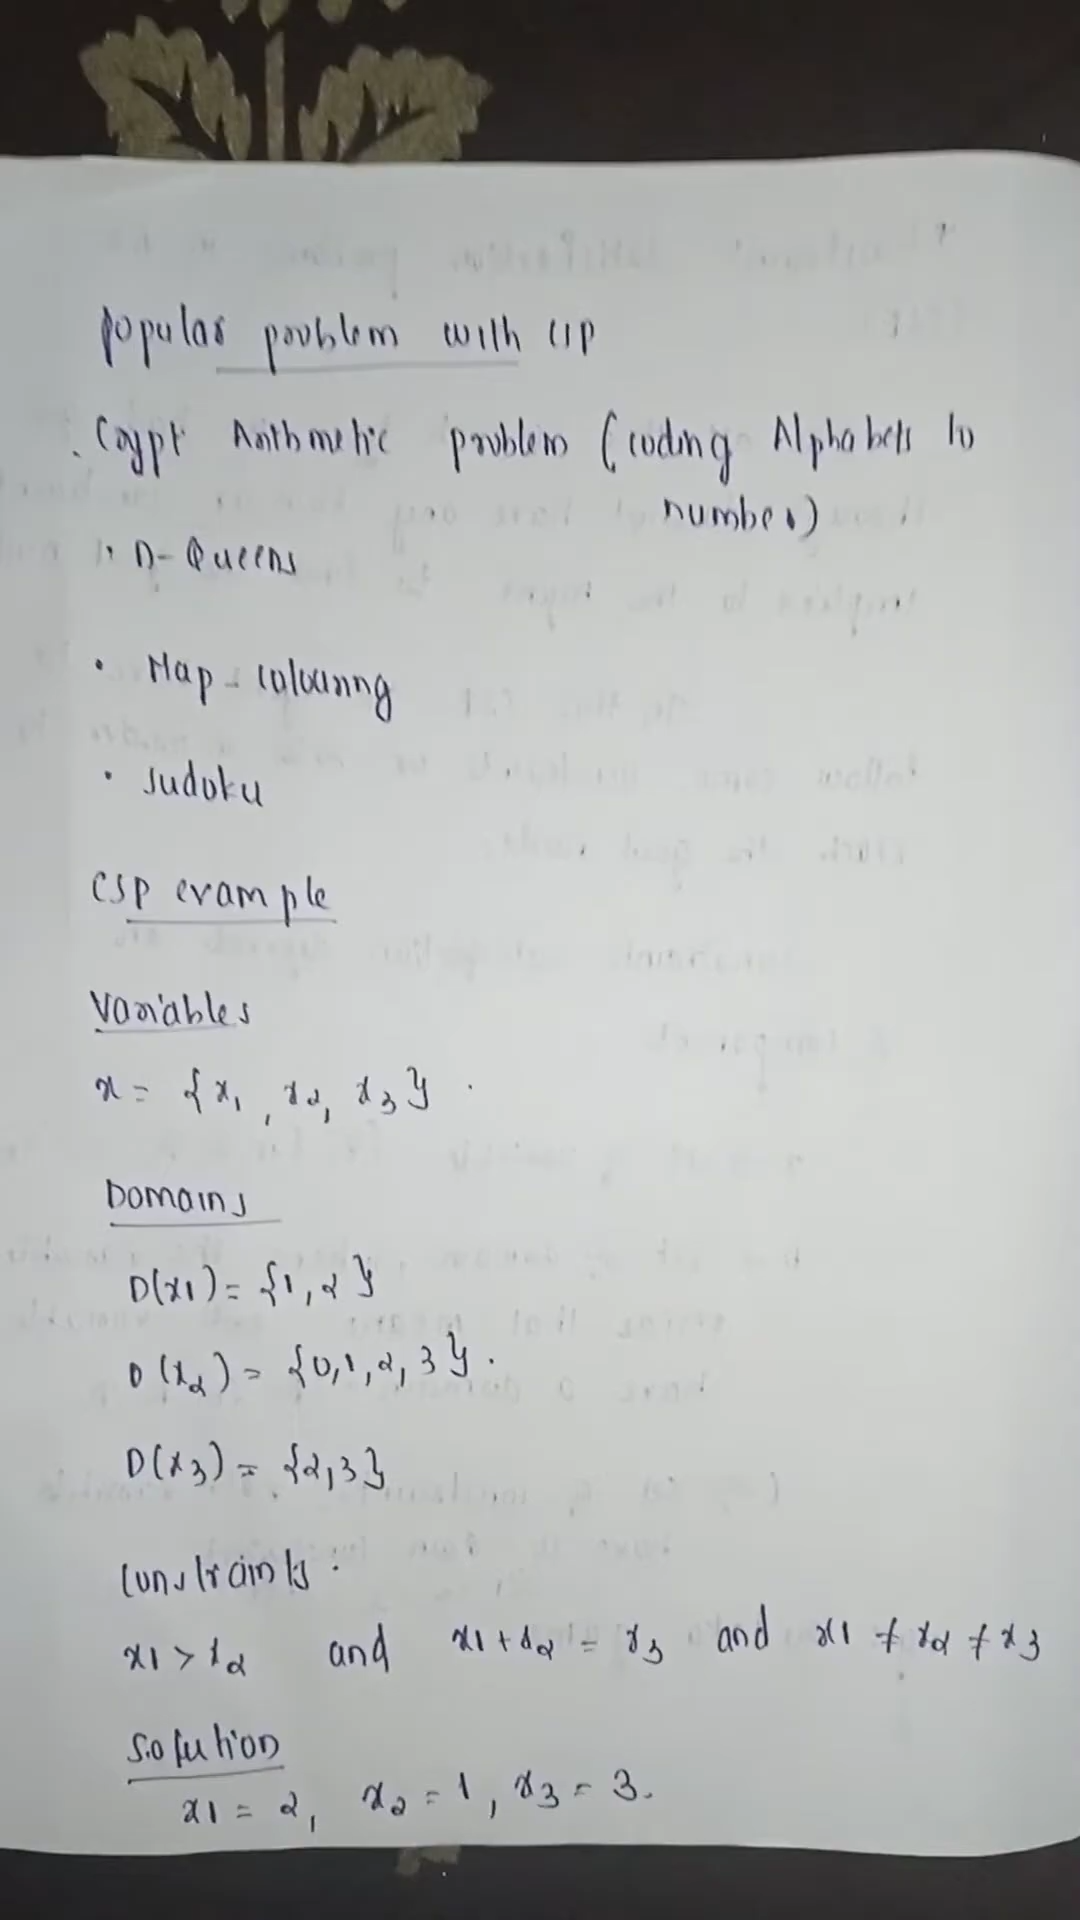 popular problem with CSP
. Crypt Arithmetic problem (coding Alphabets to
number)
• n-Queens
• Map-colouring
• Sudoku
CSP example
Variables
x = {x1, x2, x3}.
Domains
D(x1) = {1,2}
D(x2) = {0,1,2,3}.
D(x3) = {2,3}
Constraints.
x1 > x2 and x1+x2 = x3 and x1 ≠ x2 ≠ x3
Solution
x1 = 2, x2 = 1, x3 = 3.